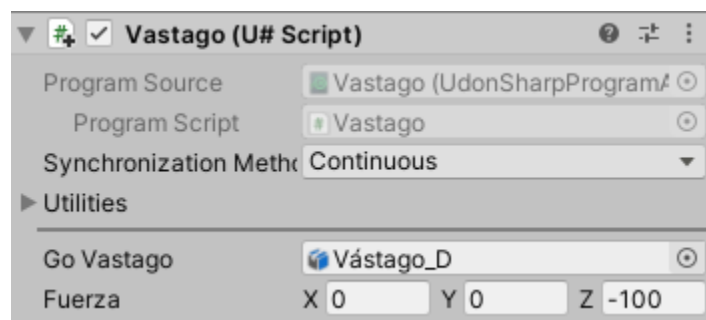 Vastago (U# Script)
Program Source Vastago (UdonSharpProgramA
Program Script Vastago
Synchronization Metho Continuous
Utilities
Go Vastago Vástago_D
Fuerza X 0 Y 0 Z -100